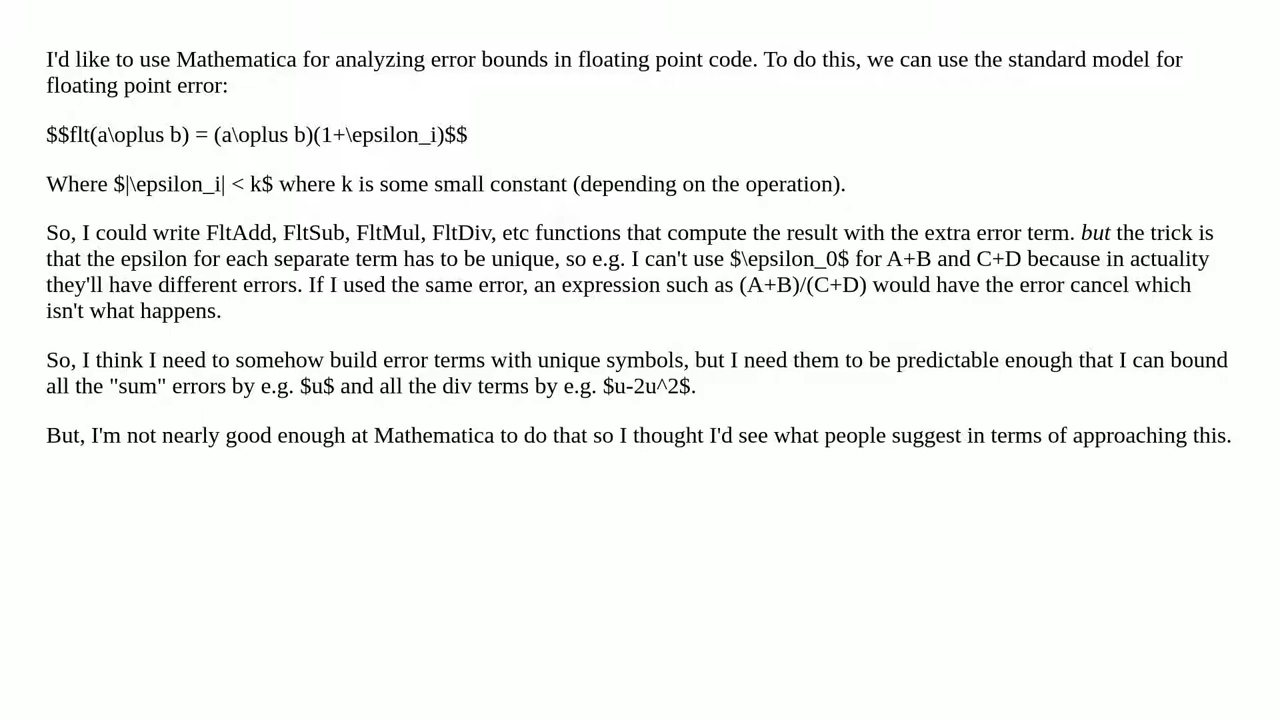 I'd like to use Mathematica for analyzing error bounds in floating point code. To do this, we can use the standard model for
floating point error:
$$flt(a\oplus b) = (a\oplus b)(1+\epsilon_i)$$
Where $|\epsilon_i| < k$ where k is some small constant (depending on the operation).
So, I could write FltAdd, FltSub, FltMul, FltDiv, etc functions that compute the result with the extra error term. but the trick is
that the epsilon for each separate term has to be unique, so e.g. I can't use $\epsilon_0$ for A+B and C+D because in actuality
they'll have different errors. If I used the same error, an expression such as (A+B)/(C+D) would have the error cancel which
isn't what happens.
So, I think I need to somehow build error terms with unique symbols, but I need them to be predictable enough that I can bound
all the "sum" errors by e.g. $u$ and all the div terms by e.g. $u-2u^2$.
But, I'm not nearly good enough at Mathematica to do that so I thought I'd see what people suggest in terms of approaching this.